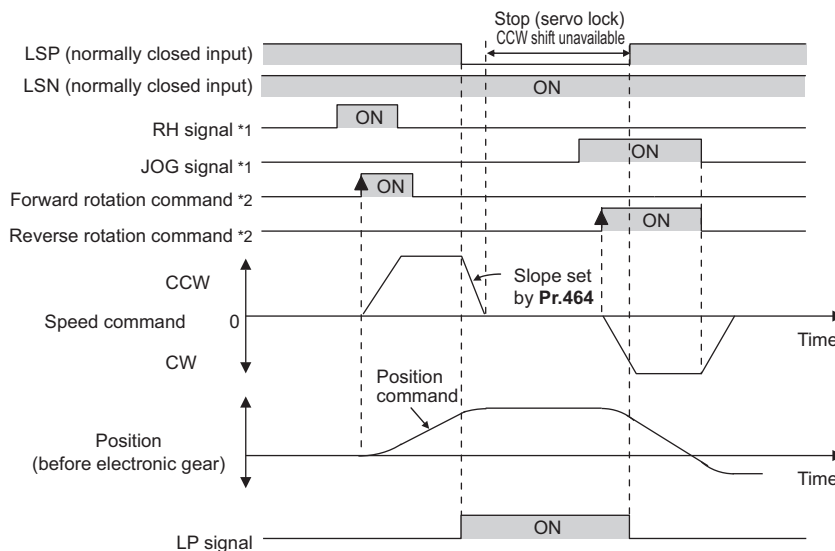 Stop (servo lock)
CCW shift unavailable
LSP (normally closed input)
LSN (normally closed input)
ON
RH signal *1
ON
JOG signal *1
ON
Forward rotation command *2
ON
Reverse rotation command *2
ON
CCW
Slope set
by Pr.464
Speed command
0
Time
CW
Position
command
Position
(before electronic gear)
Time
LP signal
ON